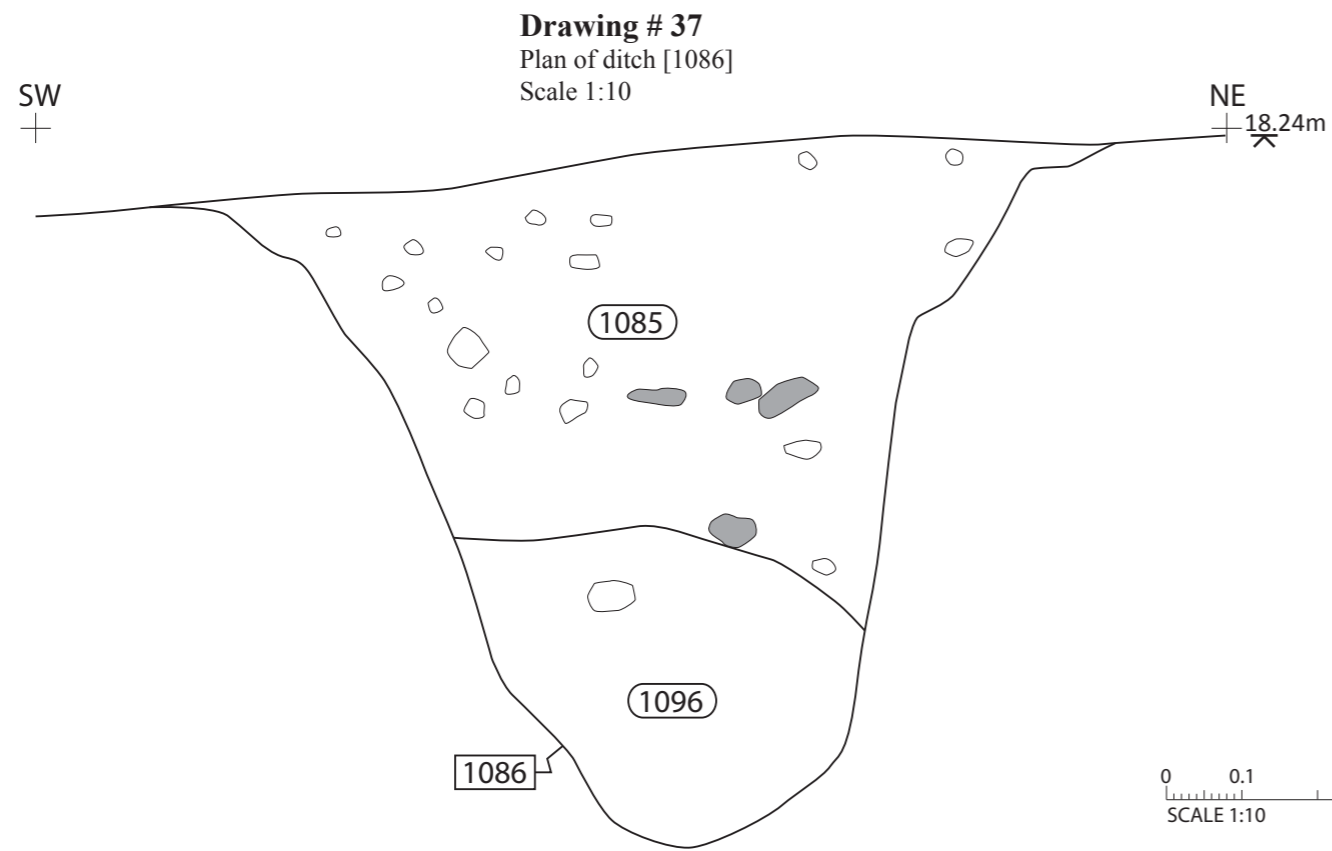 Drawing # 37
Plan of ditch [1086]
Scale 1:10
SW
NE
18.24m
1085
1096
1086
0 0.1
SCALE 1:10